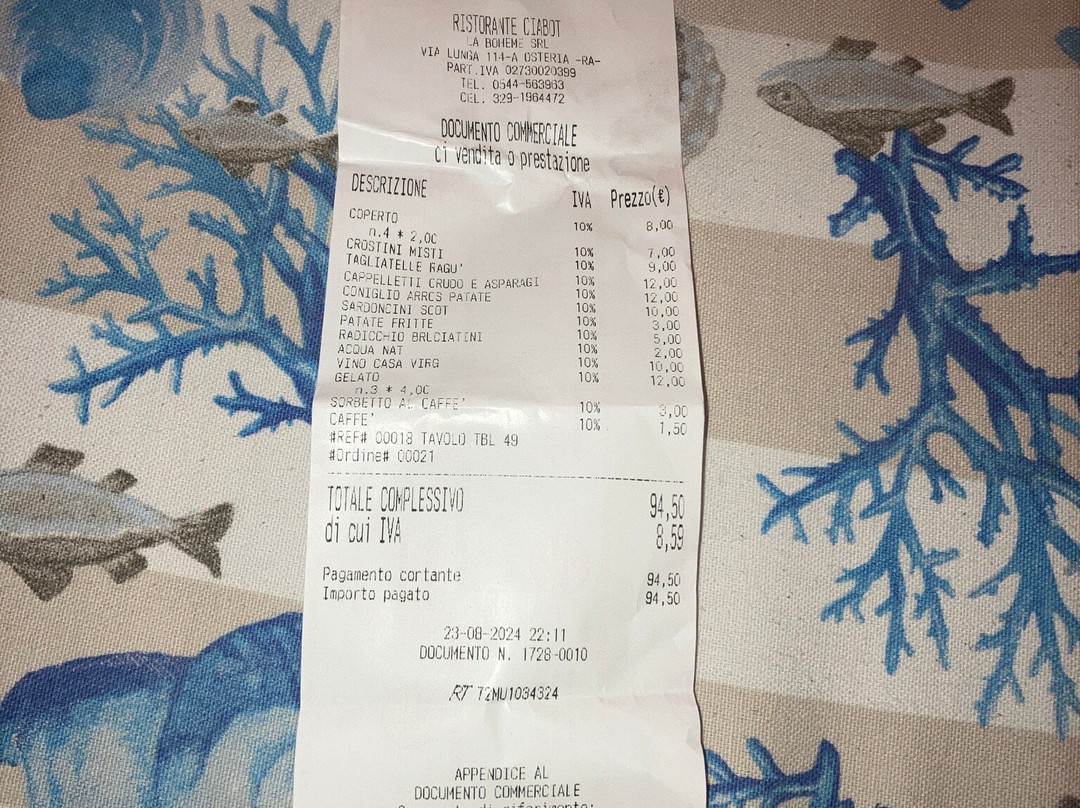 RISTORANTE CIABOT
LA BOHEME SRL
VIA LUNGA 114-A OSTERIA -RA-
PART.IVA 02730020399
TEL. 0544-563963
CEL. 329-1964472
DOCUMENTO COMMERCIALE
di vendita o prestazione
DESCRIZIONE IVA Prezzo(€)
COPERTO 10% 8,00
n.4 * 2,00
CROSTINI MISTI 10% 7,00
TAGLIATELLE RAGU' 10% 9,00
CAPPELLETTI CRUDO E ASPARAGI 10% 12,00
CONIGLIO ARROS PATATE 10% 12,00
SARDONCINI SCOT 10% 10,00
PATATE FRITTE 10% 3,00
RADICCHIO BRUCIATINI 10% 5,00
ACQUA NAT 10% 2,00
VINO CASA VIRG 10% 10,00
GELATO 10% 12,00
n.3 * 4,00
SORBETTO AL CAFFE' 10% 3,00
CAFFE' 10% 1,50
#REF# 00018 TAVOLO TBL 49
#Ordine# 00021
TOTALE COMPLESSIVO 94,50
di cui IVA 8,59
Pagamento contante 94,50
Importo pagato 94,50
23-08-2024 22:11
DOCUMENTO N. 1728-0010
RT 72MU1034324
APPENDICE AL
DOCUMENTO COMMERCIALE
di riferimento: